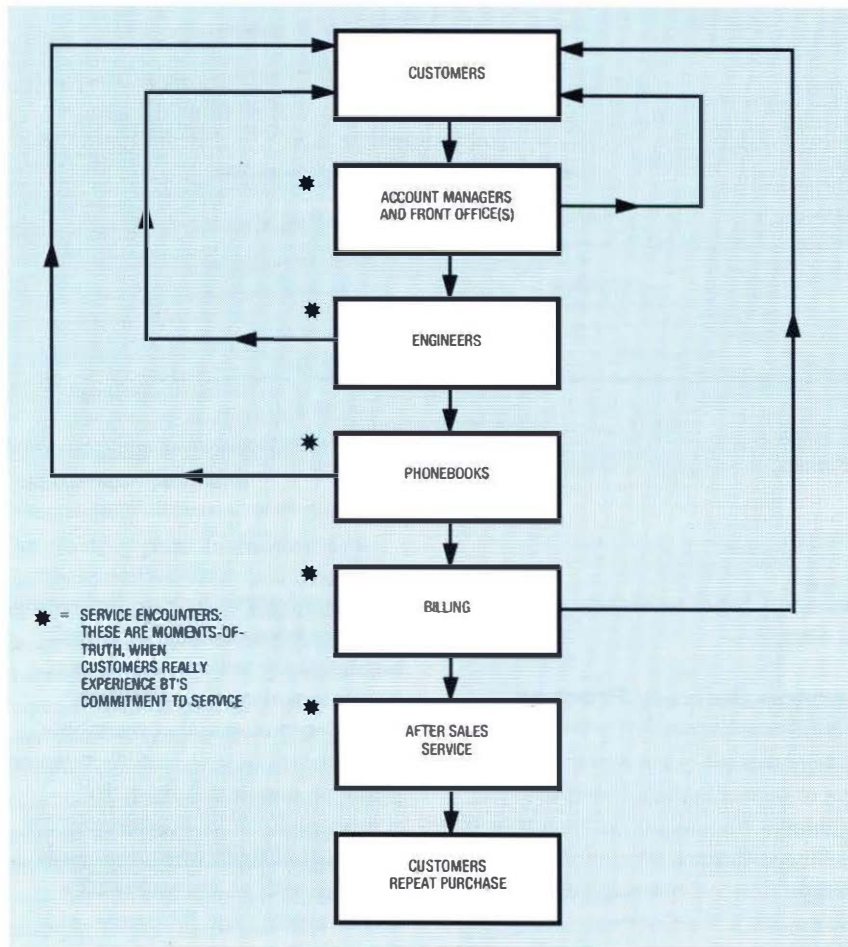 CUSTOMERS
ACCOUNT MANAGERS
AND FRONT OFFICE(S)
ENGINEERS
PHONEBOOKS
BILLING
✷ = SERVICE ENCOUNTERS:
THESE ARE MOMENTS-OF-
TRUTH, WHEN
CUSTOMERS REALLY
EXPERIENCE BT'S
COMMITMENT TO SERVICE
AFTER SALES
SERVICE
CUSTOMERS
REPEAT PURCHASE